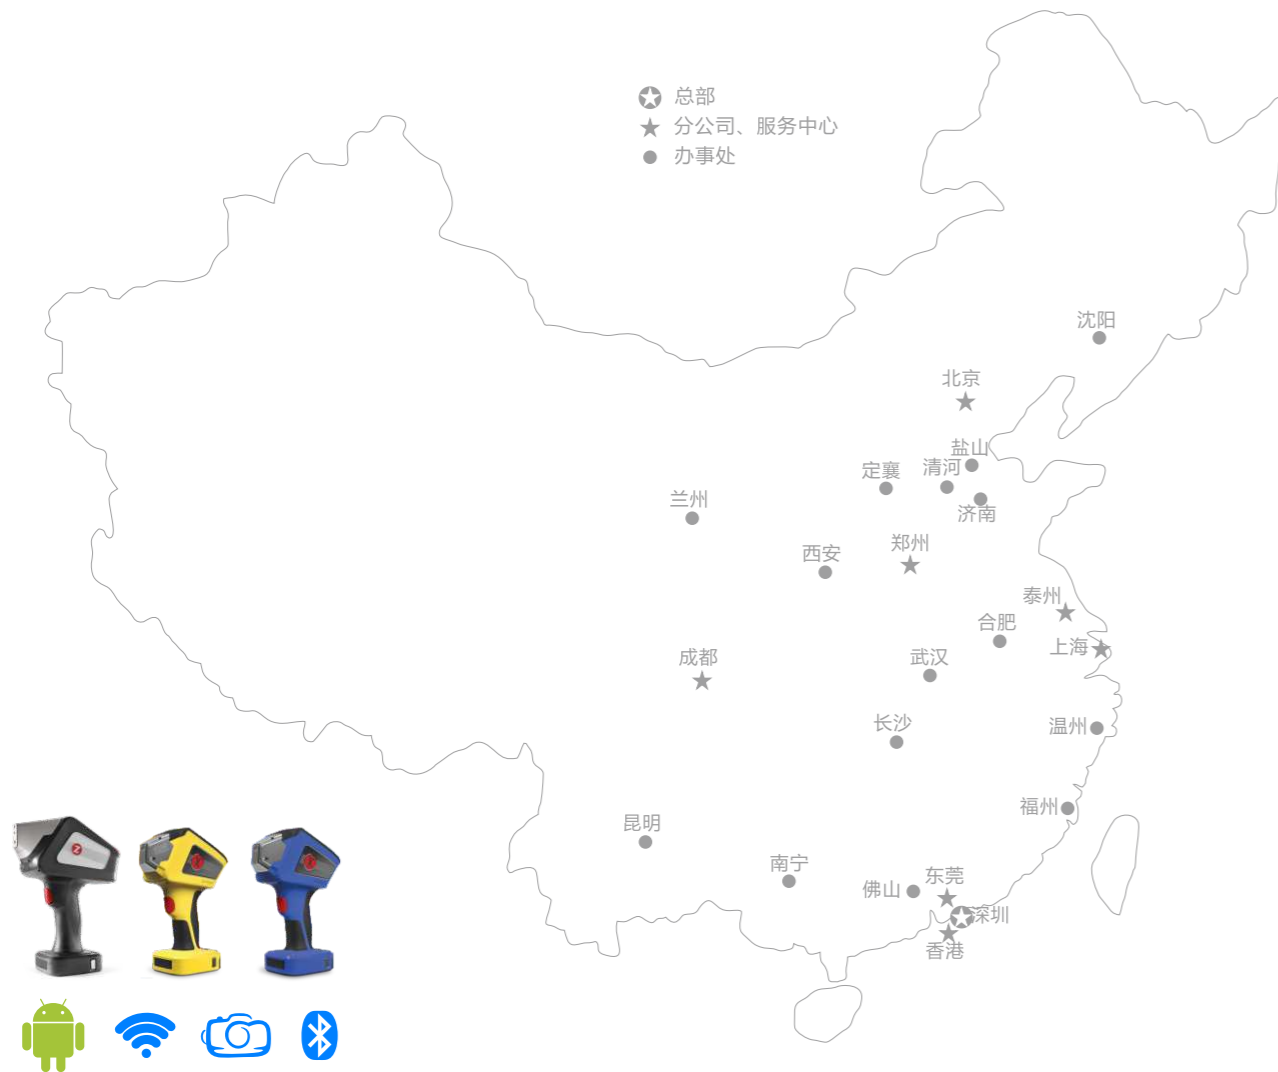 总部
分公司、服务中心
办事处
沈阳
北京
盐山
清河
定襄
济南
兰州
郑州
西安
泰州
合肥
上海
武汉
成都
长沙
温州
福州
昆明
南宁
东莞
佛山
深圳
香港